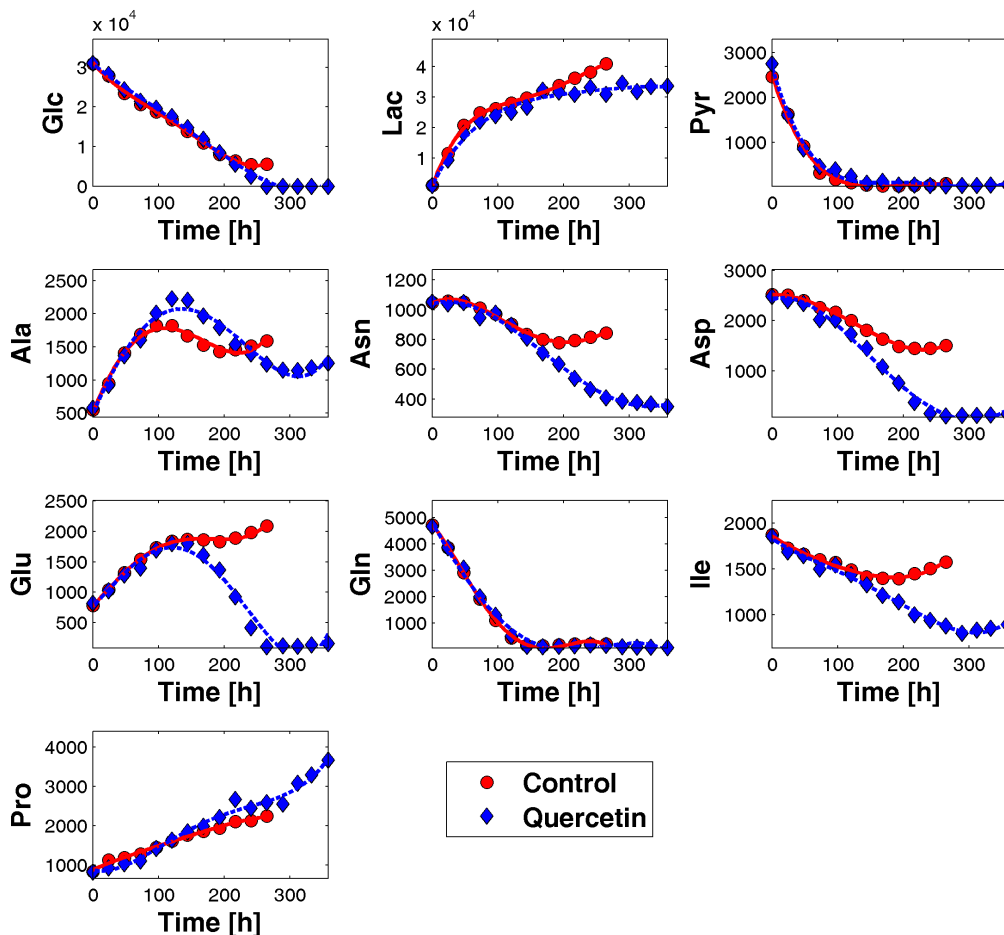 x 10^4
Glc
3
2
1
0
0 100 200 300
Time [h]
x 10^4
Lac
4
3
2
1
0 100 200 300
Time [h]
Pyr
3000
2000
1000
0 100 200 300
Time [h]
Ala
2500
2000
1500
1000
500
0 100 200 300
Time [h]
Asn
1200
1000
800
600
400
0 100 200 300
Time [h]
Asp
3000
2000
1000
0 100 200 300
Time [h]
Glu
2500
2000
1500
1000
500
0 100 200 300
Time [h]
Gln
5000
4000
3000
2000
1000
0 100 200 300
Time [h]
Ile
2000
1500
1000
0 100 200 300
Time [h]
Pro
4000
3000
2000
1000
0 100 200 300
Time [h]
Control
Quercetin